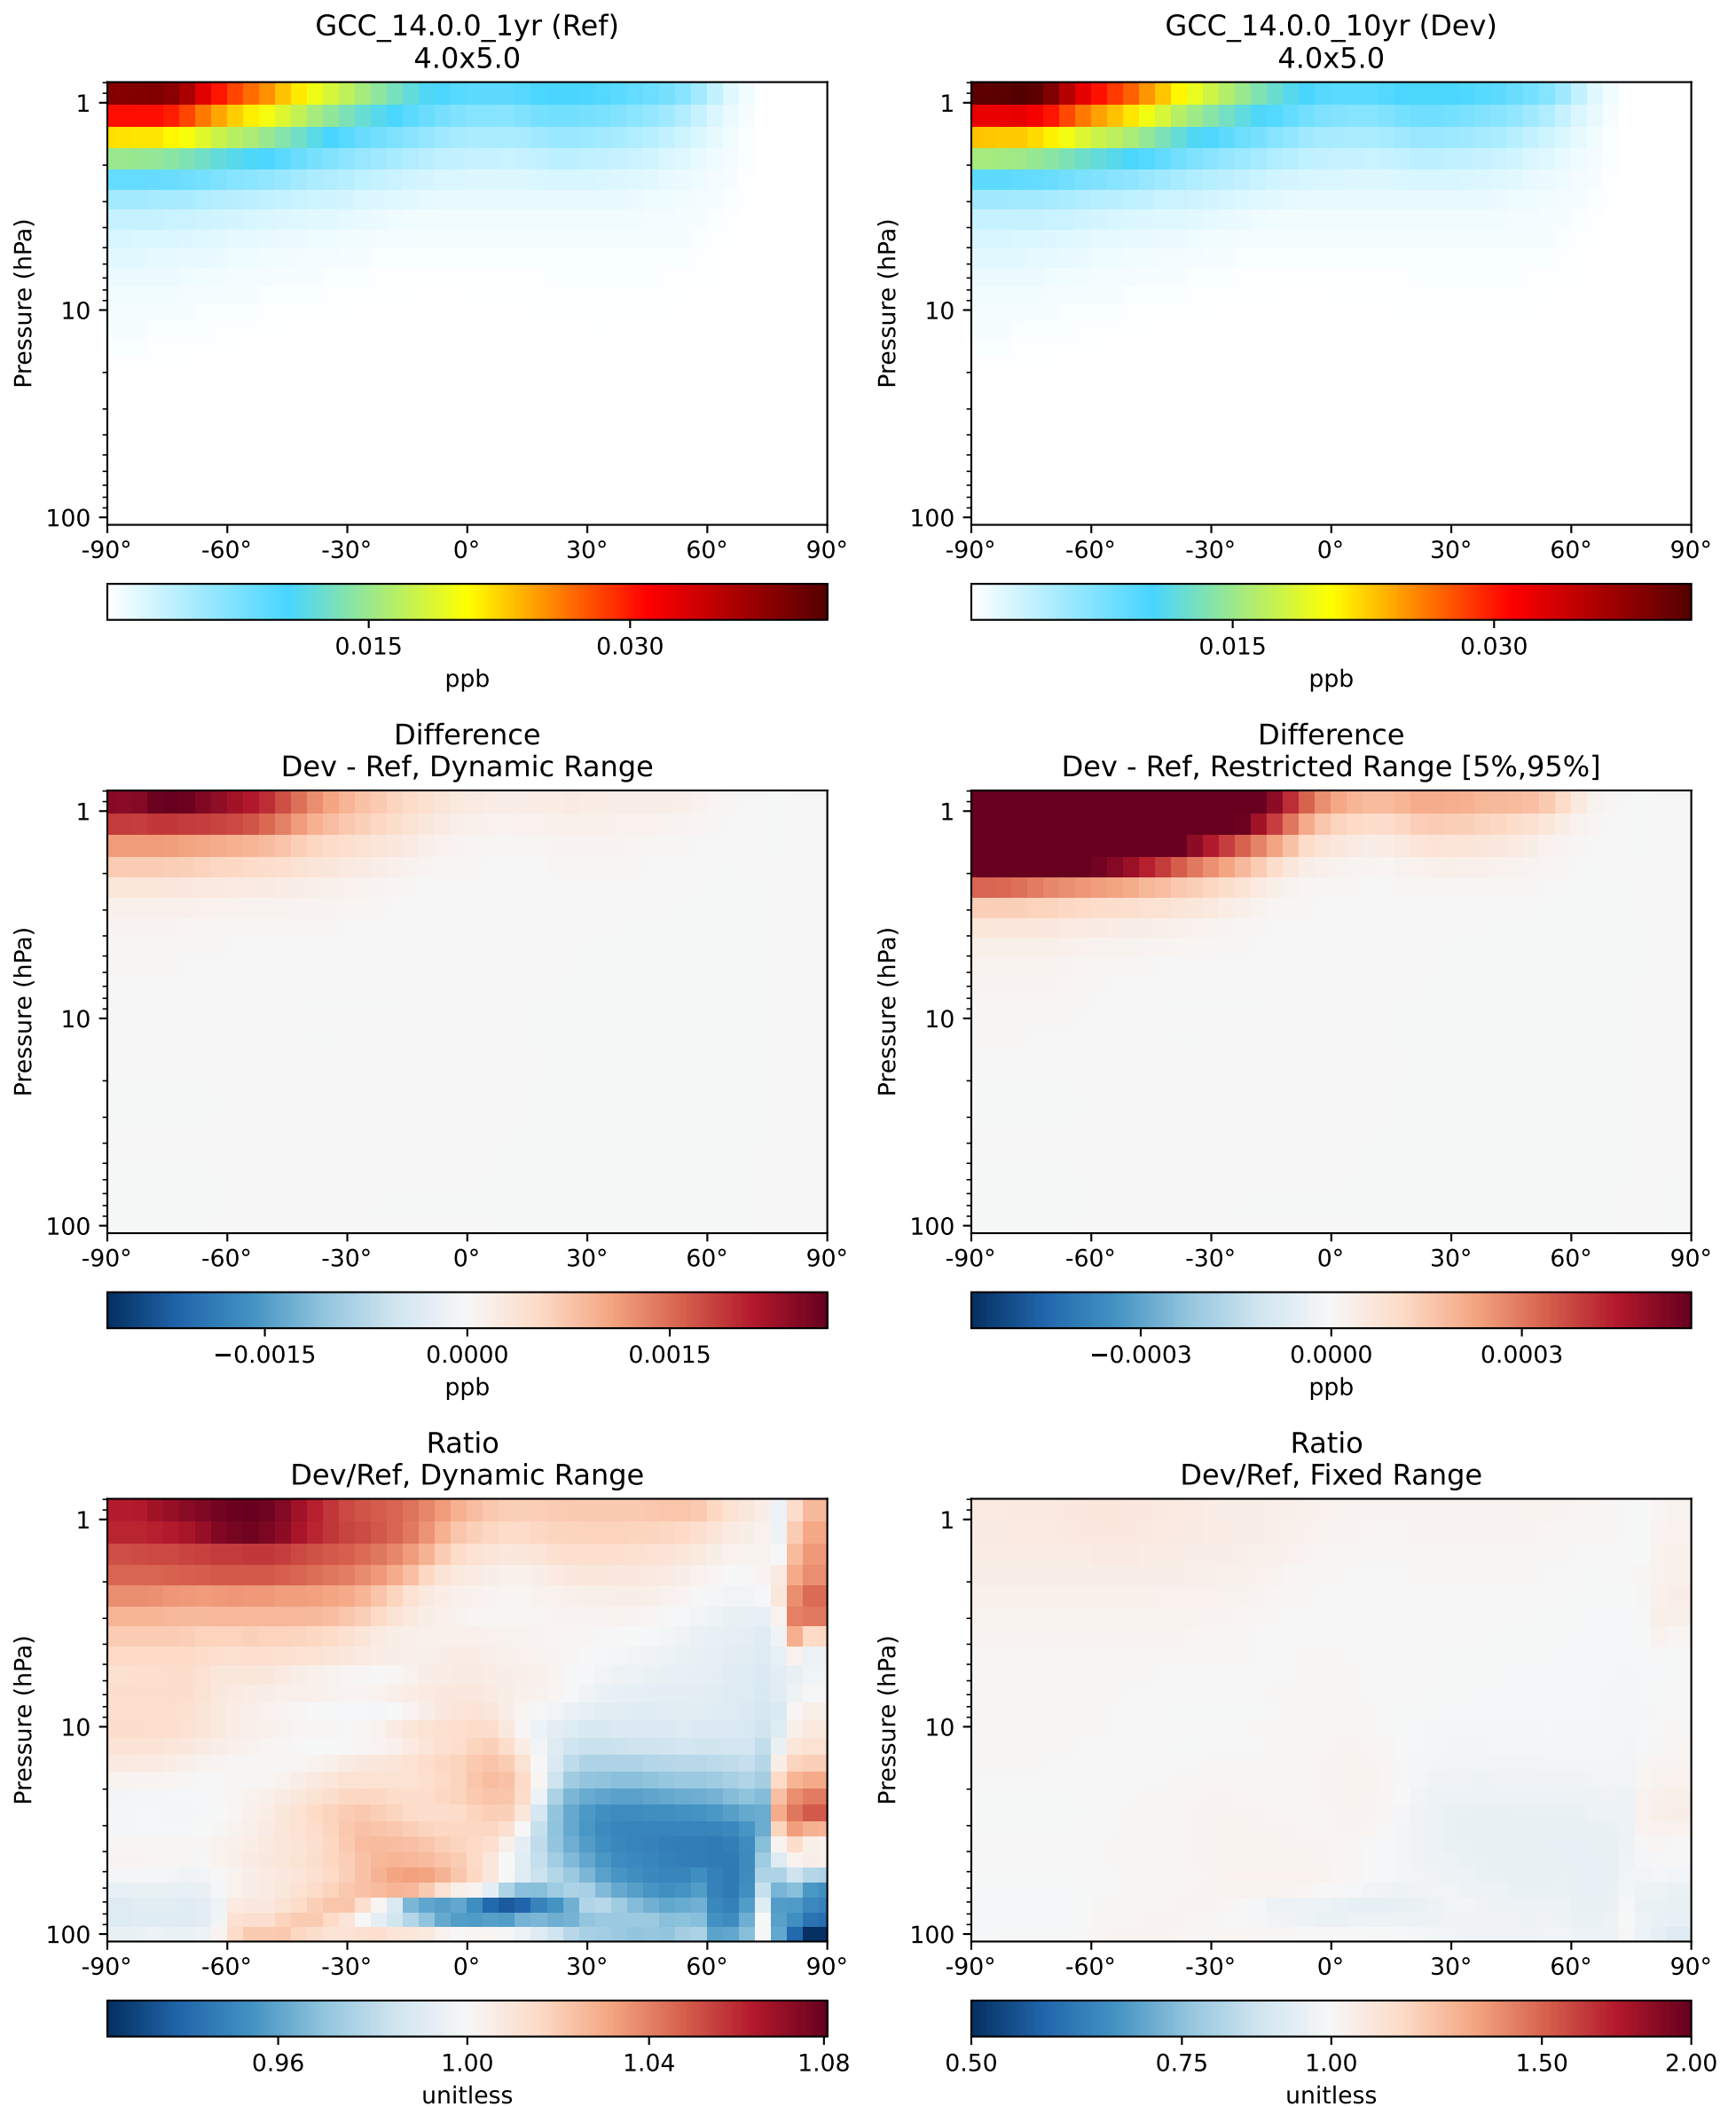 GCC_14.0.0_1yr (Ref)
4.0x5.0
1
10
100
Pressure (hPa)
-90° -60° -30° 0° 30° 60° 90°
0.015 0.030
ppb
GCC_14.0.0_10yr (Dev)
4.0x5.0
1
10
100
Pressure (hPa)
-90° -60° -30° 0° 30° 60° 90°
0.015 0.030
ppb
Difference
Dev - Ref, Dynamic Range
1
10
100
Pressure (hPa)
-90° -60° -30° 0° 30° 60° 90°
−0.0015 0.0000 0.0015
ppb
Difference
Dev - Ref, Restricted Range [5%,95%]
1
10
100
Pressure (hPa)
-90° -60° -30° 0° 30° 60° 90°
−0.0003 0.0000 0.0003
ppb
Ratio
Dev/Ref, Dynamic Range
1
10
100
Pressure (hPa)
-90° -60° -30° 0° 30° 60° 90°
0.96 1.00 1.04 1.08
unitless
Ratio
Dev/Ref, Fixed Range
1
10
100
Pressure (hPa)
-90° -60° -30° 0° 30° 60° 90°
0.50 0.75 1.00 1.50 2.00
unitless